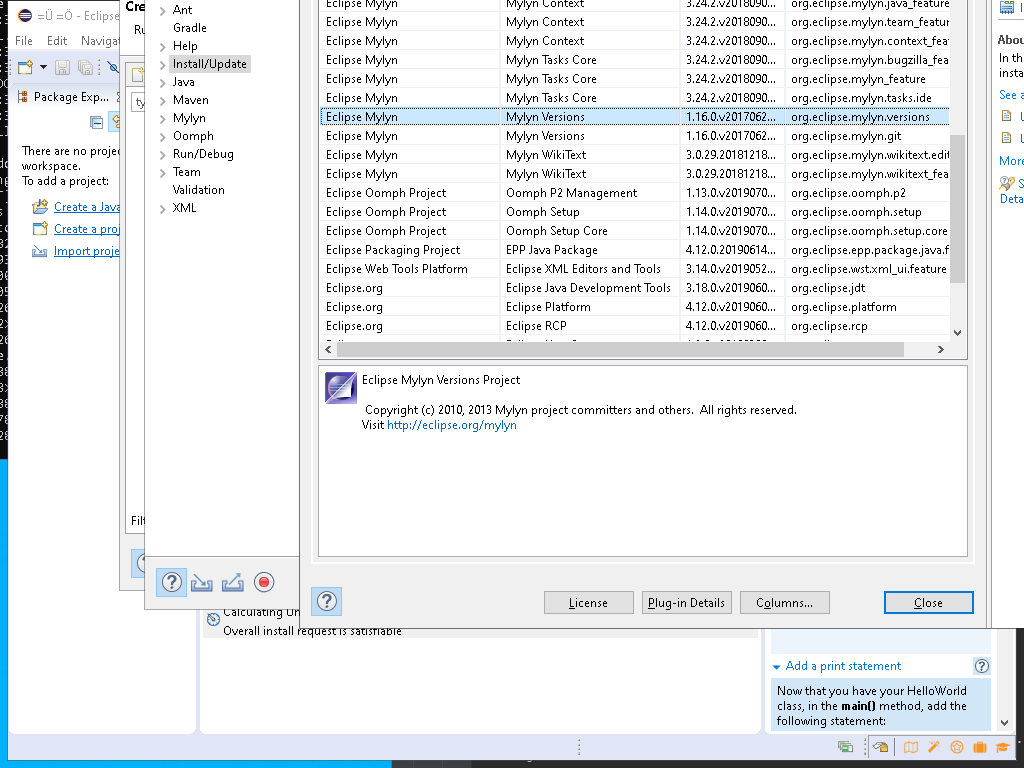 =Ü =Ö - Eclipse
File Edit Navigat
Package Exp...
There are no proje
workspace.
To add a project:
Create a Java
Create a proj
Import proje
Cre
Ru
ty
Filt
Ant
Gradle
Help
Install/Update
Java
Maven
Mylyn
Oomph
Run/Debug
Team
Validation
XML
Eclipse Mylyn Mylyn Context 3.24.2.v2018090... org.eclipse.mylyn.java_feature
Eclipse Mylyn Mylyn Context 3.24.2.v2018090... org.eclipse.mylyn.team_featur
Eclipse Mylyn Mylyn Context 3.24.2.v2018090... org.eclipse.mylyn.context_fea
Eclipse Mylyn Mylyn Tasks Core 3.24.2.v2018090... org.eclipse.mylyn.bugzilla_fea
Eclipse Mylyn Mylyn Tasks Core 3.24.2.v2018090... org.eclipse.mylyn_feature
Eclipse Mylyn Mylyn Tasks Core 3.24.2.v2018090... org.eclipse.mylyn.tasks.ide
Eclipse Mylyn Mylyn Versions 1.16.0.v2017062... org.eclipse.mylyn.versions
Eclipse Mylyn Mylyn Versions 1.16.0.v2017062... org.eclipse.mylyn.git
Eclipse Mylyn Mylyn WikiText 3.0.29.20181218... org.eclipse.mylyn.wikitext.edit
Eclipse Mylyn Mylyn WikiText 3.0.29.20181218... org.eclipse.mylyn.wikitext_fea
Eclipse Oomph Project Oomph P2 Management 1.13.0.v201907​0... org.eclipse.oomph.p2
Eclipse Oomph Project Oomph Setup 1.14.0.v2019070... org.eclipse.oomph.setup
Eclipse Oomph Project Oomph Setup Core 1.14.0.v2019070... org.eclipse.oomph.setup.core
Eclipse Packaging Project EPP Java Package 4.12.0.20190614... org.eclipse.epp.package.java.f
Eclipse Web Tools Platform Eclipse XML Editors and Tools 3.14.0.v2019052... org.eclipse.wst.xml_ui.feature
Eclipse.org Eclipse Java Development Tools 3.18.0.v2019060... org.eclipse.jdt
Eclipse.org Eclipse Platform 4.12.0.v2019060... org.eclipse.platform
Eclipse.org Eclipse RCP 4.12.0.v2019060... org.eclipse.rcp
Eclipse Mylyn Versions Project
Copyright (c) 2010, 2013 Mylyn project committers and others. All rights reserved.
Visit http://eclipse.org/mylyn
License Plug-in Details Columns... Close
Abou
In th
insta
See a
More
S
Deta
Calculating Un
Overall install request is satisfiable
Add a print statement
Now that you have your HelloWorld
class, in the main() method, add the
following statement: